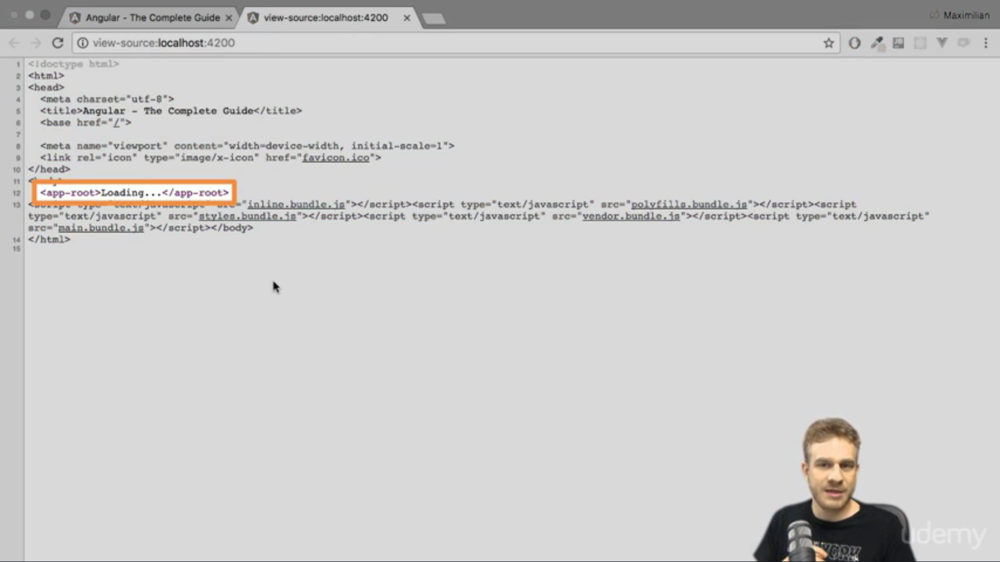 Angular - The Complete Guide
view-source:localhost:4200
Maximilian
view-source:localhost:4200
1 <!doctype html>
2 <html>
3 <head>
4 <meta charset="utf-8">
5 <title>Angular - The Complete Guide</title>
6 <base href="/">
7
8 <meta name="viewport" content="width=device-width, initial-scale=1">
9 <link rel="icon" type="image/x-icon" href="favicon.ico">
10 </head>
11
12 <app-root>Loading...</app-root>
13 <script type="text/javascript" src="inline.bundle.js"></script><script type="text/javascript" src="polyfills.bundle.js"></script><script
type="text/javascript" src="styles.bundle.js"></script><script type="text/javascript" src="vendor.bundle.js"></script><script type="text/javascript"
src="main.bundle.js"></script></body>
14 </html>
15
udemy